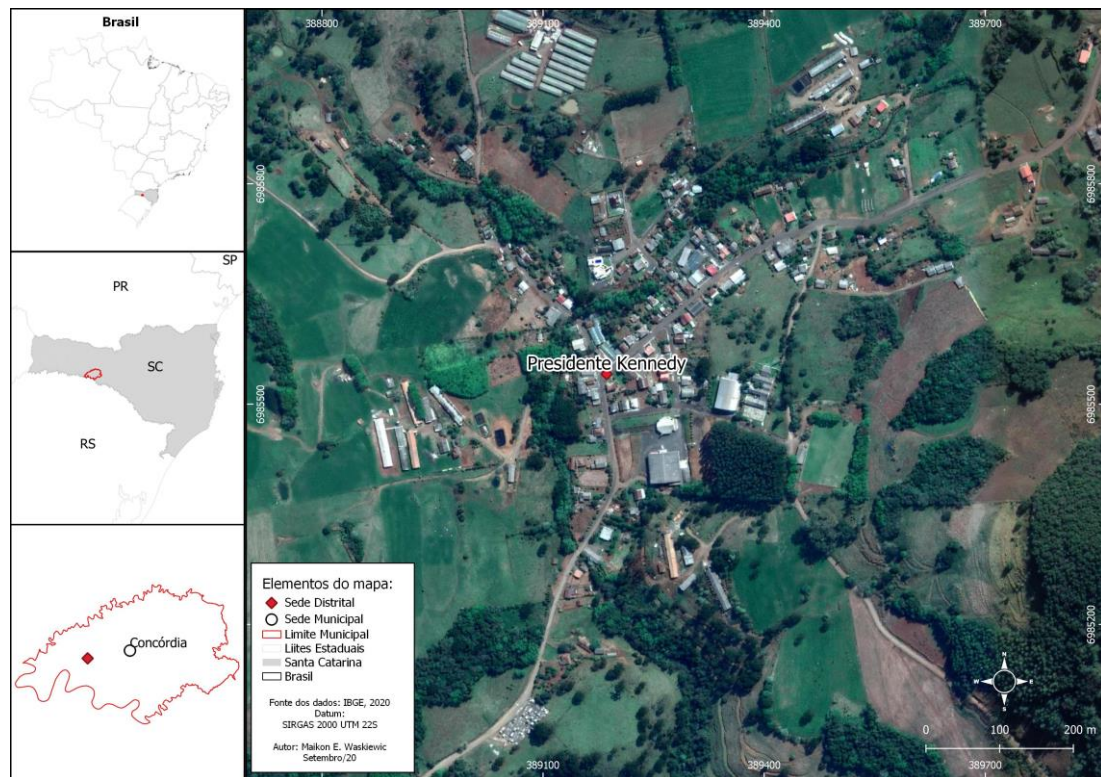 Brasil
SP
PR
SC
RS
Concórdia
388800
389100
389400
389700
6985800
6985800
Presidente Kennedy
6985500
6985500
6985200
Elementos do mapa:
Sede Distrital
Sede Municipal
Limite Municipal
Liites Estaduais
Santa Catarina
Brasil
Fonte dos dados: IBGE, 2020
Datum:
SIRGAS 2000 UTM 22S
Autor: Maikon E. Waskiewic
Setembro/20
N
W
E
S
0 100 200 m
389100
389400
389700